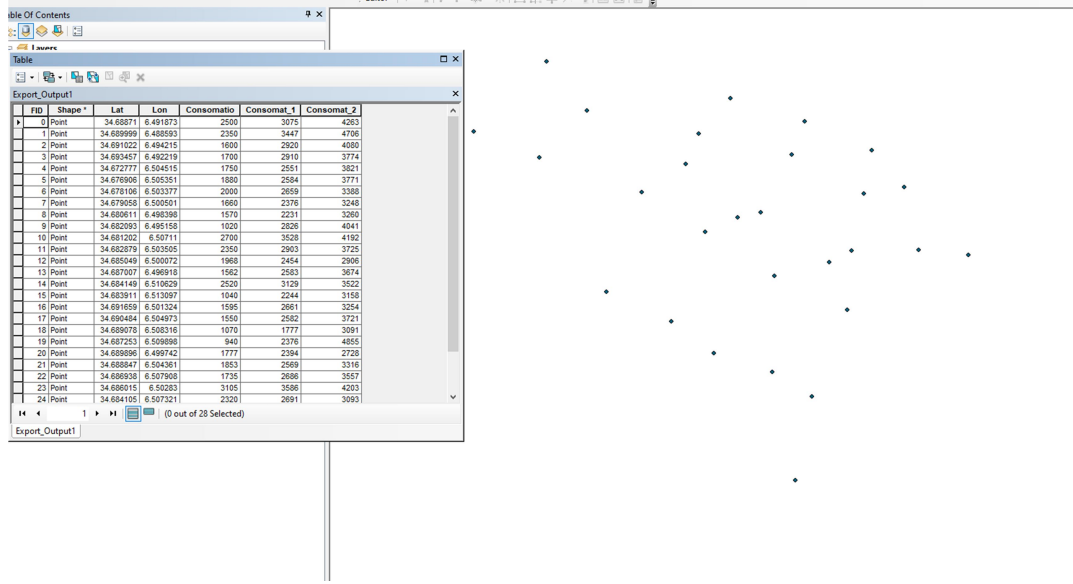 Table Of Contents
Layers
Table
Export_Output1
FID Shape * Lat Lon Consomatio Consomat_1 Consomat_2
0 Point 34.68871 6.491873 2500 3075 4263
1 Point 34.689999 6.488593 2350 3447 4706
2 Point 34.691022 6.494215 1600 2920 4080
3 Point 34.693457 6.492219 1700 2910 3774
4 Point 34.672777 6.504515 1750 2551 3821
5 Point 34.676906 6.505351 1880 2584 3771
6 Point 34.678106 6.503377 2000 2659 3388
7 Point 34.679058 6.500501 1660 2376 3248
8 Point 34.680611 6.498398 1570 2231 3260
9 Point 34.682093 6.495158 1020 2826 4041
10 Point 34.681202 6.50711 2700 3528 4192
11 Point 34.682879 6.503505 2350 2903 3725
12 Point 34.685049 6.500072 1968 2454 2906
13 Point 34.687007 6.496918 1562 2583 3674
14 Point 34.684149 6.510629 2520 3129 3522
15 Point 34.683911 6.513097 1040 2244 3158
16 Point 34.691659 6.501324 1595 2661 3254
17 Point 34.690484 6.504973 1550 2582 3721
18 Point 34.689078 6.508316 1070 1777 3091
19 Point 34.687253 6.509898 940 2376 4855
20 Point 34.689896 6.499742 1777 2394 2728
21 Point 34.688847 6.504361 1853 2569 3316
22 Point 34.686938 6.507908 1735 2686 3557
23 Point 34.686015 6.50283 3105 3586 4203
24 Point 34.684105 6.507321 2320 2691 3093
1 (0 out of 28 Selected)
Export_Output1